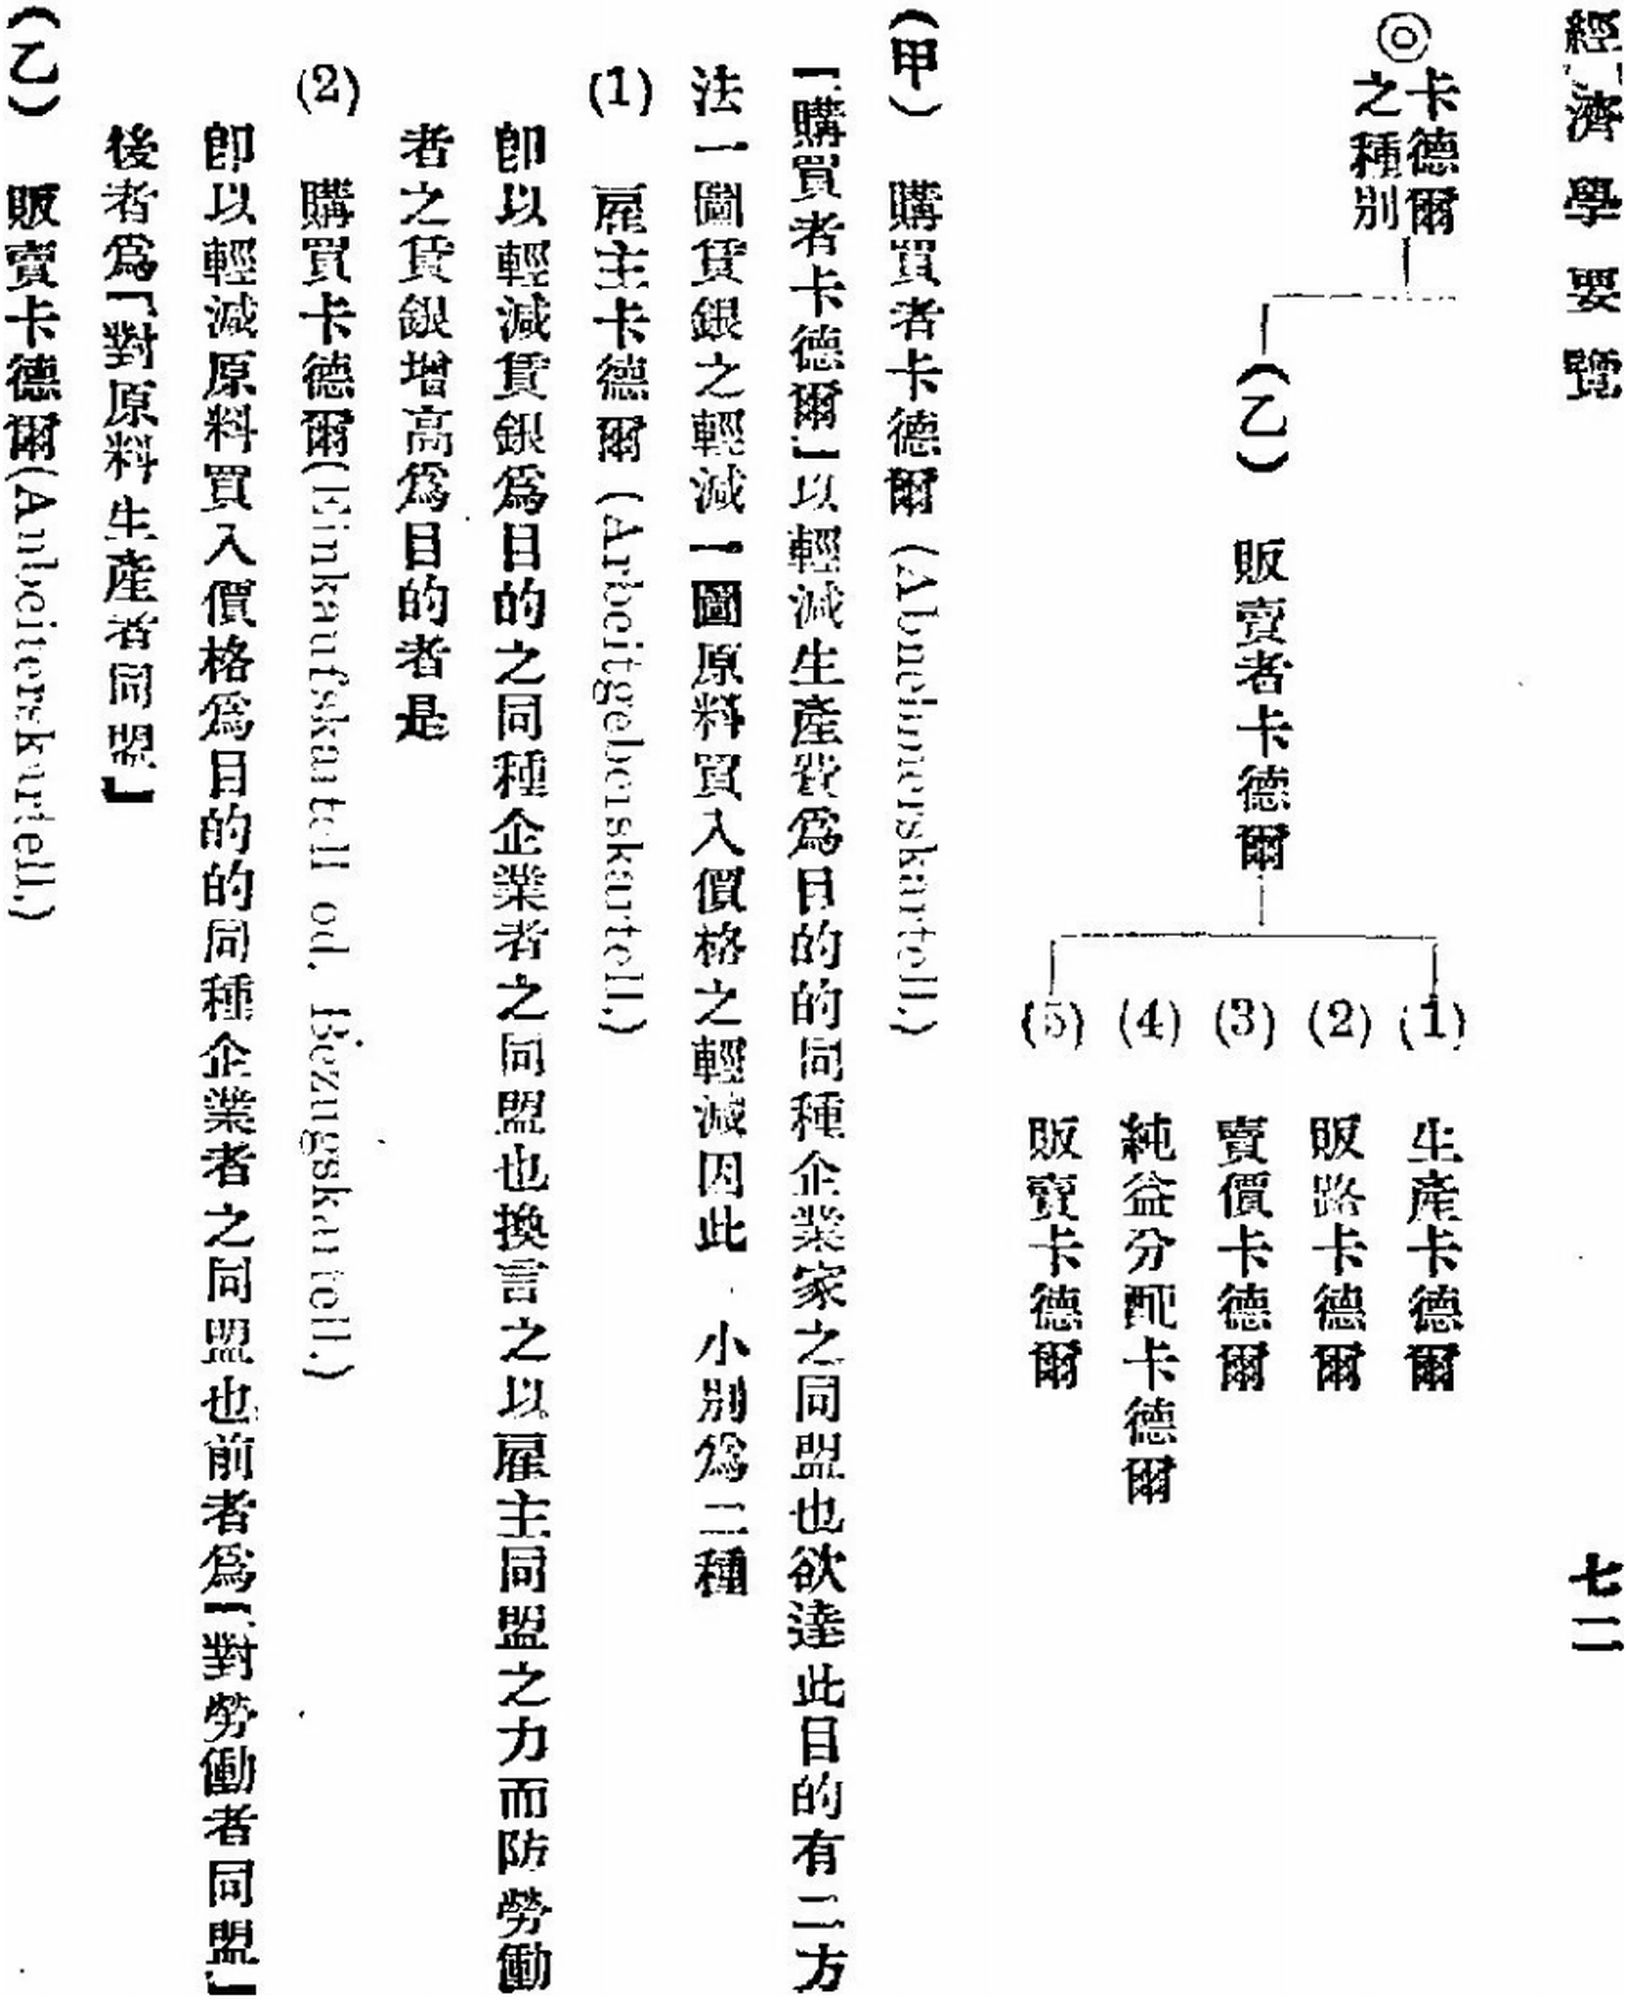 經濟學要覽
七二
◎卡德爾
之種別
(乙) 販賣者卡德爾
(1) 生產卡德爾
(2) 販路卡德爾
(3) 賣價卡德爾
(4) 純益分配卡德爾
(5) 販賣卡德爾
(甲) 購買者卡德爾 (Abnehmerskartell.)
「購買者卡德爾」以輕減生產費爲目的的同種企業家之同盟也欲達此目的有二方
法一圖賃銀之輕減一圖原料買入價格之輕減因此 小別爲二種
(1) 雇主卡德爾 (Arbeitgeberskartell.)
卽以輕減賃銀爲目的之同種企業者之同盟也換言之以雇主同盟之力而防勞働
者之賃銀增高爲目的者是
(2) 購買卡德爾(Einkaufskartell od. Bezugskartell.)
卽以輕減原料買入價格爲目的的同種企業者之同盟也前者爲「對勞働者同盟」
後者爲「對原料生產者同盟」
(乙) 販賣卡德爾(Anbeiterskartell.)